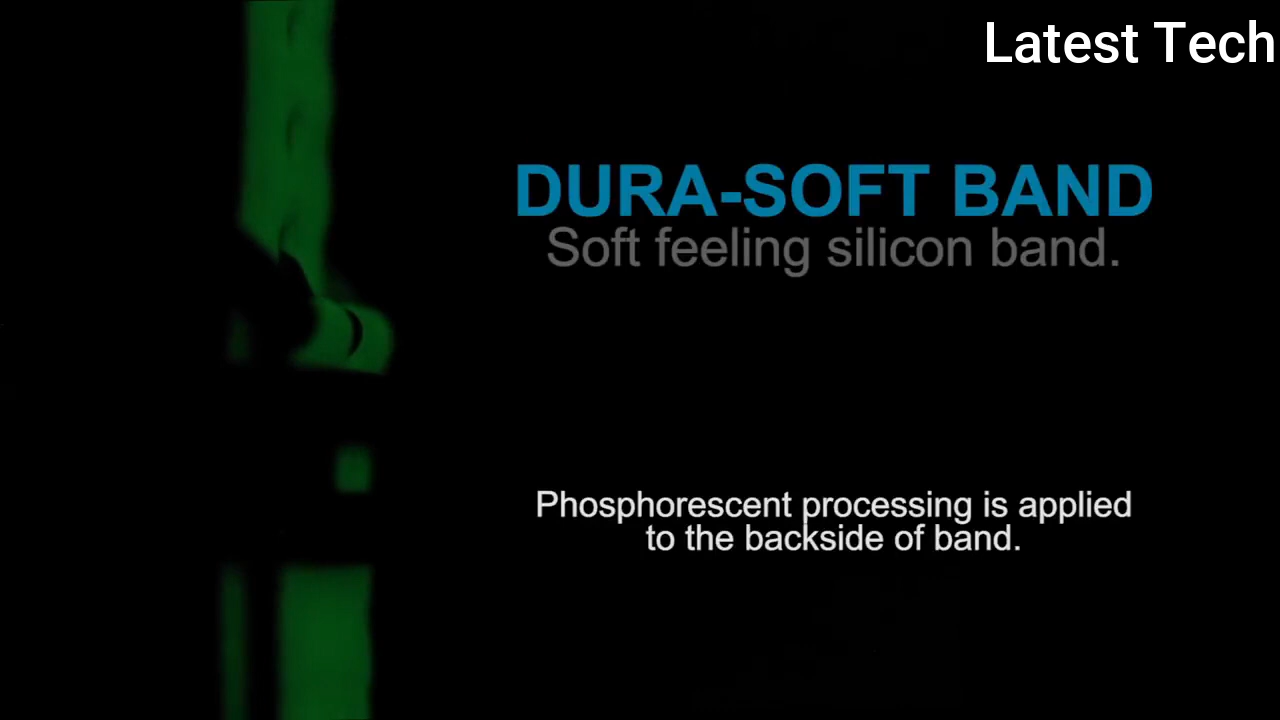 Latest Tech
DURA-SOFT BAND
Soft feeling silicon band.
Phosphorescent processing is applied
to the backside of band.